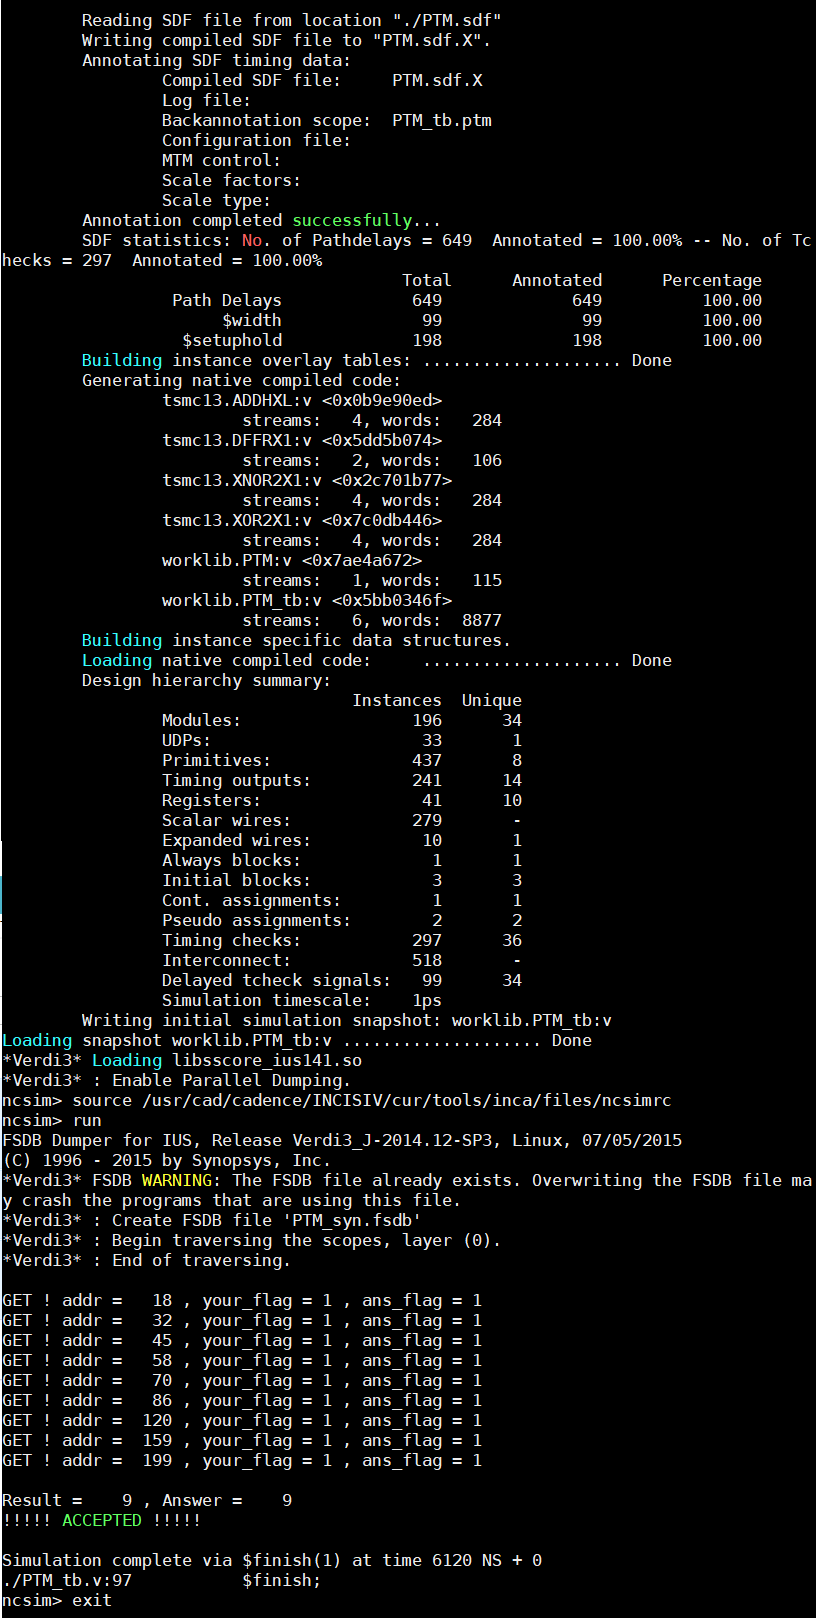 Reading SDF file from location "./PTM.sdf"
Writing compiled SDF file to "PTM.sdf.X".
Annotating SDF timing data:
Compiled SDF file:     PTM.sdf.X
Log file:
Backannotation scope:  PTM_tb.ptm
Configuration file:
MTM control:
Scale factors:
Scale type:
Annotation completed successfully...
SDF statistics: No. of Pathdelays = 649  Annotated = 100.00% -- No. of Tc
hecks = 297  Annotated = 100.00%
Total      Annotated      Percentage
Path Delays             649             649          100.00
$width              99              99          100.00
$setuphold             198             198          100.00
Building instance overlay tables: .................... Done
Generating native compiled code:
tsmc13.ADDHXL:v <0x0b9e90ed>
streams:   4, words:   284
tsmc13.DFFRX1:v <0x5dd5b074>
streams:   2, words:   106
tsmc13.XNOR2X1:v <0x2c701b77>
streams:   4, words:   284
tsmc13.XOR2X1:v <0x7c0db446>
streams:   4, words:   284
worklib.PTM:v <0x7ae4a672>
streams:   1, words:   115
worklib.PTM_tb:v <0x5bb0346f>
streams:   6, words:  8877
Building instance specific data structures.
Loading native compiled code:     .................... Done
Design hierarchy summary:
Instances  Unique
Modules:                 196      34
UDPs:                     33       1
Primitives:              437       8
Timing outputs:          241      14
Registers:                41      10
Scalar wires:            279       -
Expanded wires:           10       1
Always blocks:             1       1
Initial blocks:            3       3
Cont. assignments:         1       1
Pseudo assignments:        2       2
Timing checks:           297      36
Interconnect:            518       -
Delayed tcheck signals:   99      34
Simulation timescale:    1ps
Writing initial simulation snapshot: worklib.PTM_tb:v
Loading snapshot worklib.PTM_tb:v .................... Done
*Verdi3* Loading libsscore_ius141.so
*Verdi3* : Enable Parallel Dumping.
ncsim> source /usr/cad/cadence/INCISIV/cur/tools/inca/files/ncsimrc
ncsim> run
FSDB Dumper for IUS, Release Verdi3_J-2014.12-SP3, Linux, 07/05/2015
(C) 1996 - 2015 by Synopsys, Inc.
*Verdi3* FSDB WARNING: The FSDB file already exists. Overwriting the FSDB file ma
y crash the programs that are using this file.
*Verdi3* : Create FSDB file 'PTM_syn.fsdb'
*Verdi3* : Begin traversing the scopes, layer (0).
*Verdi3* : End of traversing.
GET ! addr =   18 , your_flag = 1 , ans_flag = 1
GET ! addr =   32 , your_flag = 1 , ans_flag = 1
GET ! addr =   45 , your_flag = 1 , ans_flag = 1
GET ! addr =   58 , your_flag = 1 , ans_flag = 1
GET ! addr =   70 , your_flag = 1 , ans_flag = 1
GET ! addr =   86 , your_flag = 1 , ans_flag = 1
GET ! addr =  120 , your_flag = 1 , ans_flag = 1
GET ! addr =  159 , your_flag = 1 , ans_flag = 1
GET ! addr =  199 , your_flag = 1 , ans_flag = 1
Result =    9 , Answer =    9
!!!!! ACCEPTED !!!!!
Simulation complete via $finish(1) at time 6120 NS + 0
./PTM_tb.v:97           $finish;
ncsim> exit